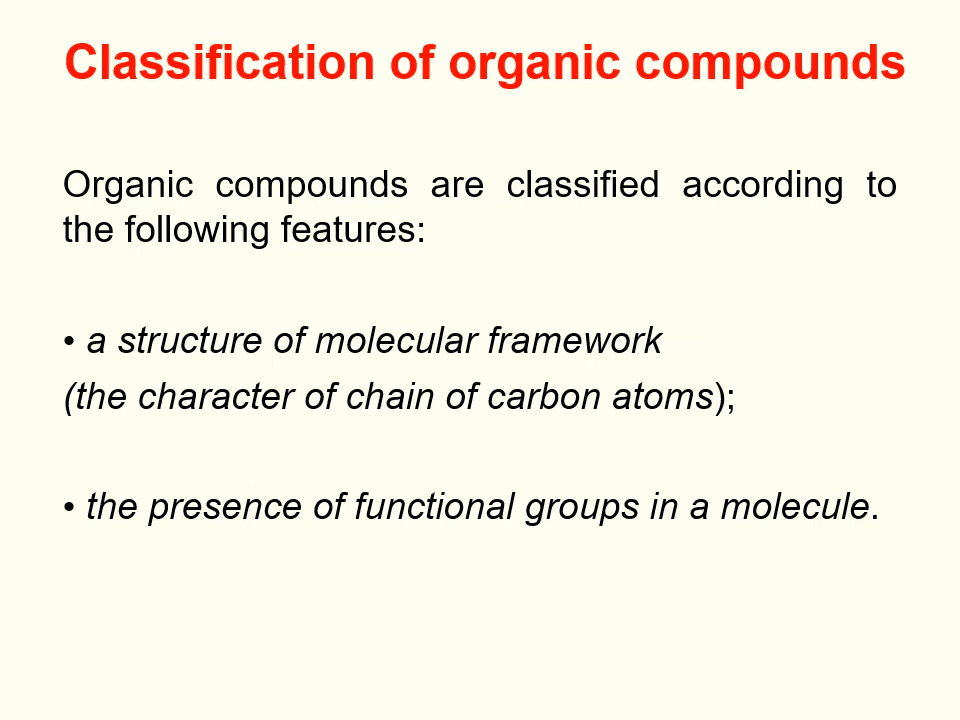 Classification of organic compounds
Organic compounds are classified according to
the following features:
• a structure of molecular framework
(the character of chain of carbon atoms);
• the presence of functional groups in a molecule.